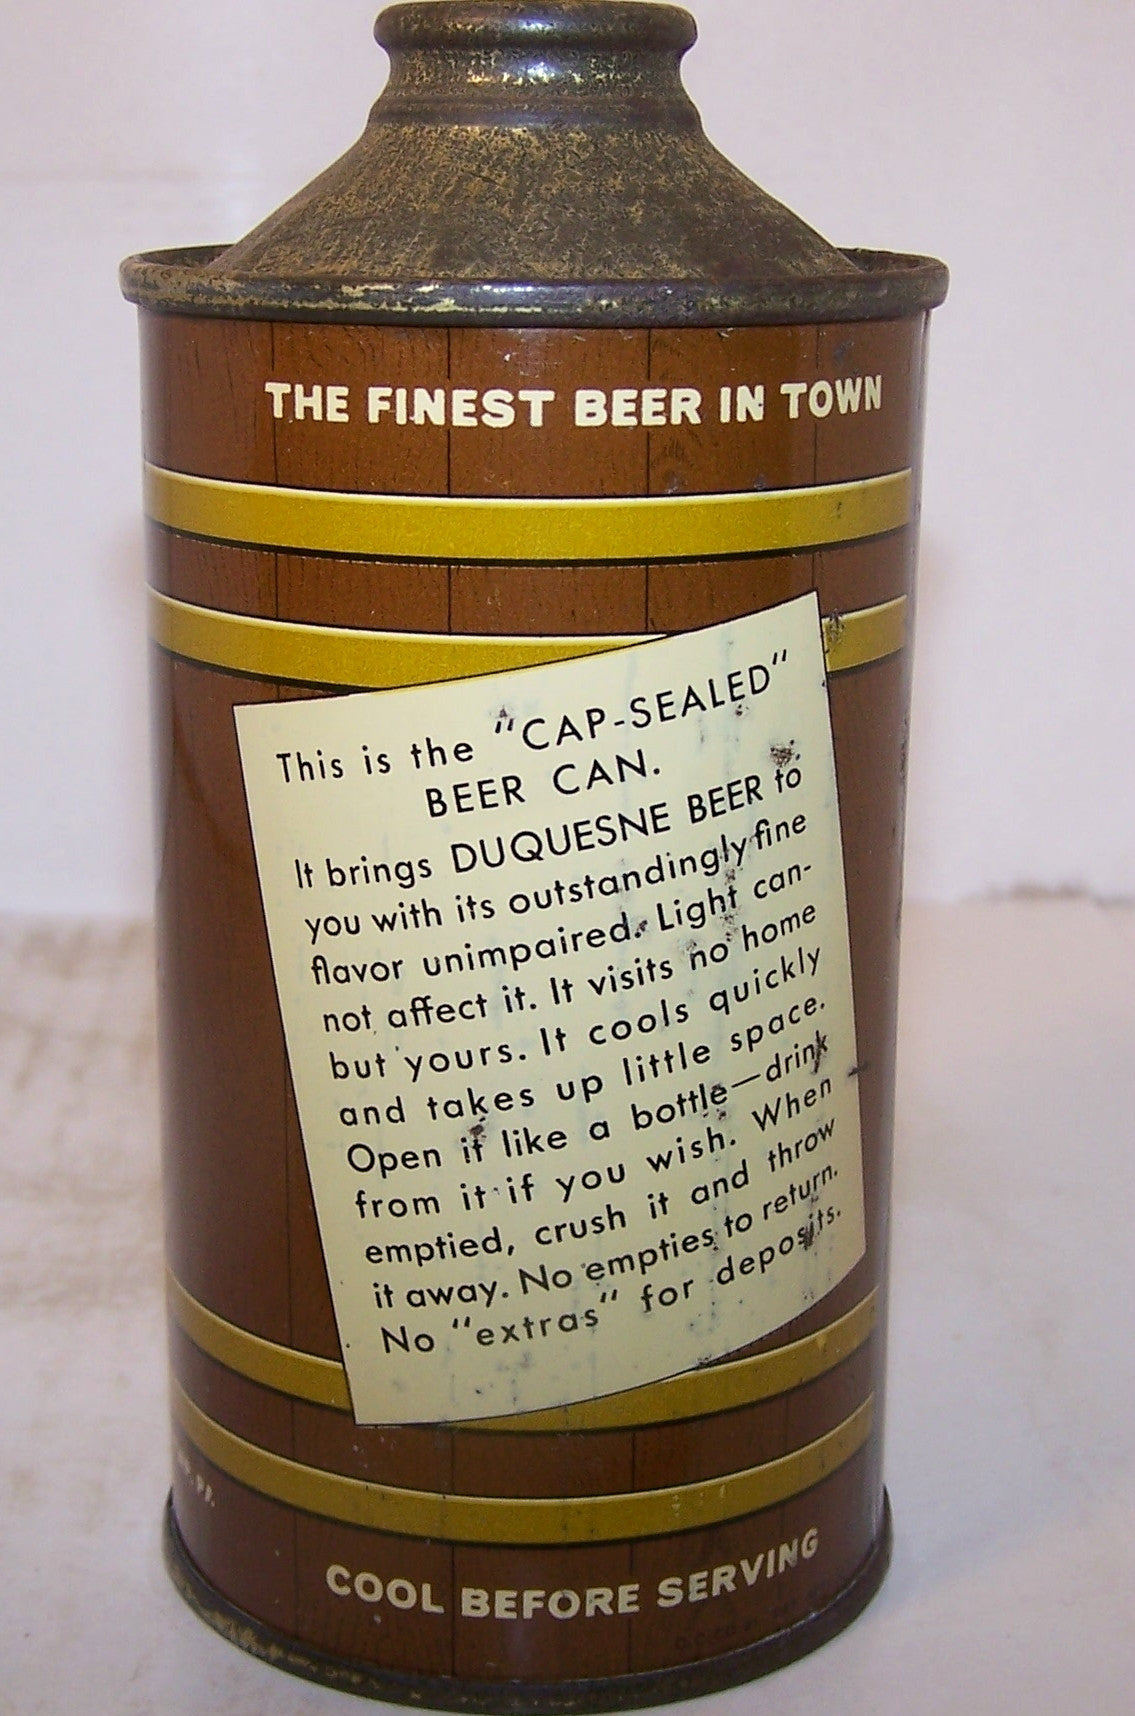 THE FINEST BEER IN TOWN
This is the "CAP-SEALED"
BEER CAN.
It brings DUQUESNE BEER to
you with its outstandingly fine
flavor unimpaired. Light can-
not affect it. It visits no home
but yours. It cools quickly
and takes up little space.
Open it like a bottle—drink
from it if you wish. When
emptied, crush it and throw
it away. No empties to return.
No "extras" for deposits.
COOL BEFORE SERVING